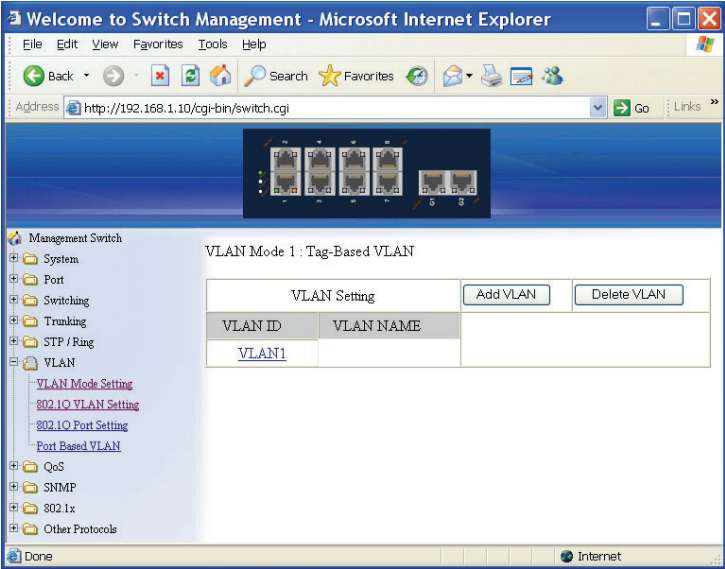 Welcome to Switch Management - Microsoft Internet Explorer
File Edit View Favorites Tools Help
Back Search Favorites
Address http://192.168.1.10/cgi-bin/switch.cgi Go Links »
Management Switch
System
Port
Switching
Trunking
STP / Ring
VLAN
VLAN Mode Setting
802.1Q VLAN Setting
802.1Q Port Setting
Port Based VLAN
QoS
SNMP
802.1x
Other Protocols
VLAN Mode 1 : Tag-Based VLAN
VLAN Setting Add VLAN Delete VLAN
VLAN ID VLAN NAME
VLAN1
Done Internet